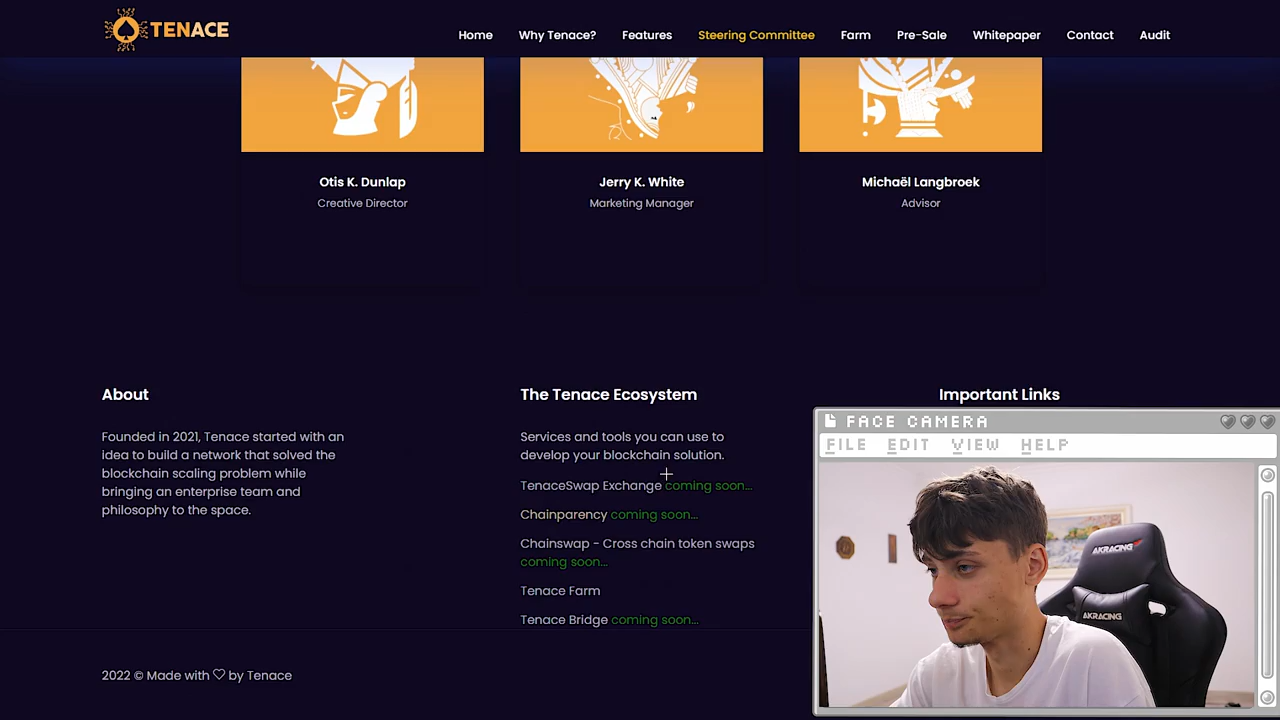 TENACE
Home Why Tenace? Features Steering Committee Farm Pre-Sale Whitepaper Contact Audit
Otis K. Dunlap
Creative Director
Jerry K. White
Marketing Manager
Michaël Langbroek
Advisor
About
Founded in 2021, Tenace started with an
idea to build a network that solved the
blockchain scaling problem while
bringing an enterprise team and
philosophy to the space.
The Tenace Ecosystem
Services and tools you can use to
develop your blockchain solution.
TenaceSwap Exchange coming soon...
Chainparency coming soon...
Chainswap - Cross chain token swaps
coming soon...
Tenace Farm
Tenace Bridge coming soon...
Important Links
2022 © Made with ♡ by Tenace
FACE CAMERA
FILE EDIT VIEW HELP
AKRACING
AKRACING